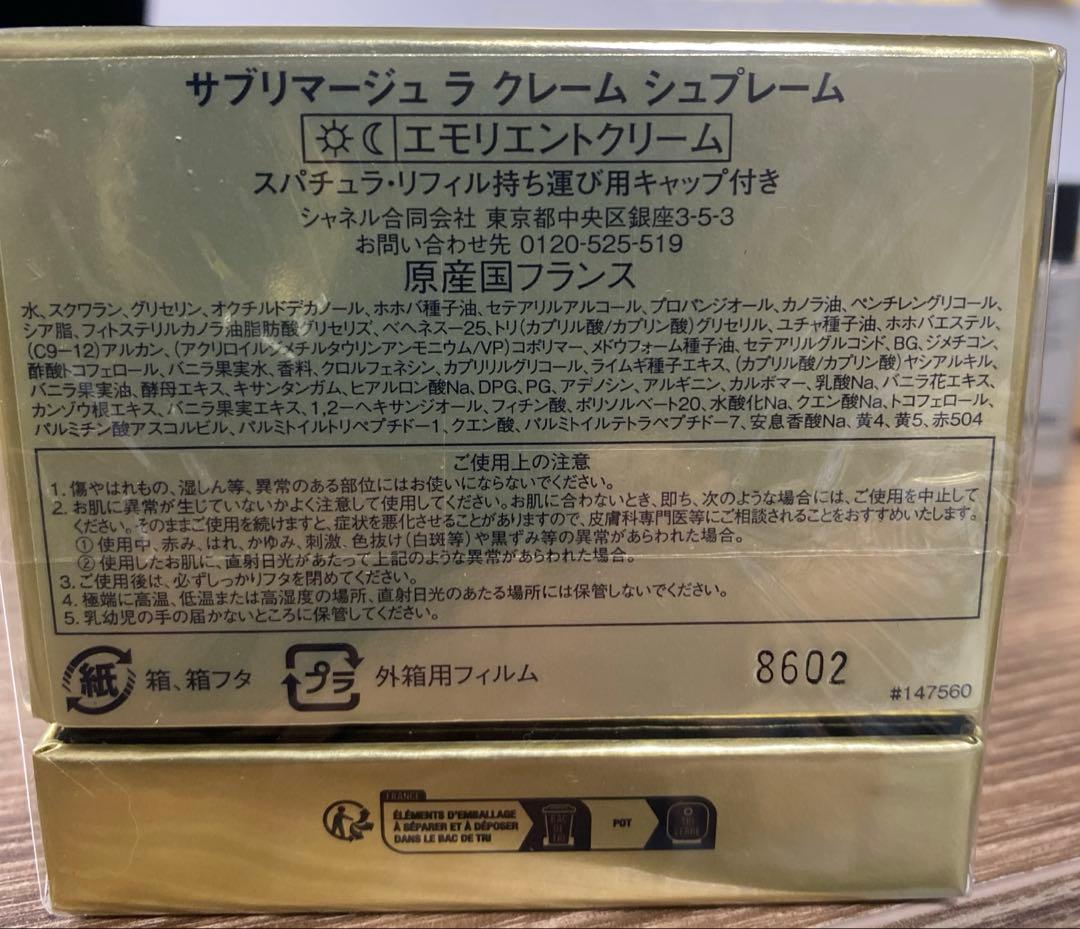 サブリマージュ ラ クレーム シュプレーム
エモリエントクリーム
スパチュラ・リフィル持ち運び用キャップ付き
シャネル合同会社 東京都中央区銀座3-5-3
お問い合わせ先 0120-525-519
原産国フランス
水、スクワラン、グリセリン、オクチルドデカノール、ホホバ種子油、セテアリルアルコール、プロパンジオール、カノラ油、ペンチレングリコール、
シア脂、フィトステリルカノラ油脂肪酸グリセリズ、ベヘネス-25、トリ(カプリル酸/カプリン酸)グリセリル、ユチャ種子油、ホホバエステル、
(C9-12)アルカン、(アクリロイルジメチルタウリンアンモニウム/VP)コポリマー、メドウフォーム種子油、セテアリルグルコシド、BG、ジメチコン、
酢酸トコフェロール、バニラ果実水、香料、クロルフェネシン、カプリリルグリコール、ライムギ種子エキス、(カプリル酸/カプリン酸)ヤシアルキル、
バニラ果実油、酵母エキス、キサンタンガム、ヒアルロン酸Na、DPG、PG、アデノシン、アルギニン、カルボマー、乳酸Na、バニラ花エキス、
カンゾウ根エキス、バニラ果実エキス、1,2-ヘキサンジオール、フィチン酸、ポリソルベート20、水酸化Na、クエン酸Na、トコフェロール、
パルミチン酸アスコルビル、パルミトイルトリペプチド-1、クエン酸、パルミトイルテトラペプチド-7、安息香酸Na、黄4、黄5、赤504
ご使用上の注意
1. 傷やはれもの、湿しん等、異常のある部位にはお使いにならないでください。
2. お肌に異常が生じていないかよく注意して使用してください。お肌に合わないとき、即ち、次のような場合には、ご使用を中止して
ください。そのままご使用を続けますと、症状を悪化させることがありますので、皮膚科専門医等にご相談されることをおすすめいたします。
① 使用中、赤み、はれ、かゆみ、刺激、色抜け(白斑等)や黒ずみ等の異常があらわれた場合。
② 使用したお肌に、直射日光があたって上記のような異常があらわれた場合。
3. ご使用後は、必ずしっかりフタを閉めてください。
4. 極端に高温、低温または高湿度の場所、直射日光のあたる場所には保管しないでください。
5. 乳幼児の手の届かないところに保管してください。
紙 箱、箱フタ プラ 外箱用フィルム 8602 #147560
FRANCE
ÉLÉMENTS D'EMBALLAGE
À SÉPARER ET À DÉPOSER
DANS LE BAC DE TRI
BAC DE TRI
POT